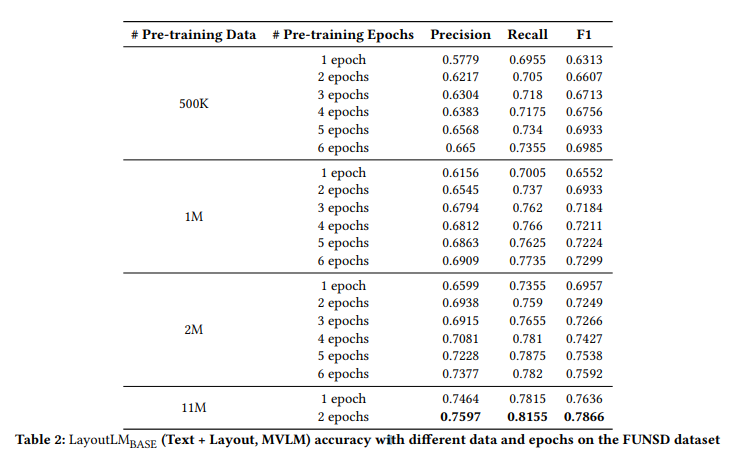 # Pre-training Data # Pre-training Epochs Precision Recall F1
500K
1 epoch 0.5779 0.6955 0.6313
2 epochs 0.6217 0.705 0.6607
3 epochs 0.6304 0.718 0.6713
4 epochs 0.6383 0.7175 0.6756
5 epochs 0.6568 0.734 0.6933
6 epochs 0.665 0.7355 0.6985
1M
1 epoch 0.6156 0.7005 0.6552
2 epochs 0.6545 0.737 0.6933
3 epochs 0.6794 0.762 0.7184
4 epochs 0.6812 0.766 0.7211
5 epochs 0.6863 0.7625 0.7224
6 epochs 0.6909 0.7735 0.7299
2M
1 epoch 0.6599 0.7355 0.6957
2 epochs 0.6938 0.759 0.7249
3 epochs 0.6915 0.7655 0.7266
4 epochs 0.7081 0.781 0.7427
5 epochs 0.7228 0.7875 0.7538
6 epochs 0.7377 0.782 0.7592
11M
1 epoch 0.7464 0.7815 0.7636
2 epochs 0.7597 0.8155 0.7866
Table 2: LayoutLMBASE (Text + Layout, MVLM) accuracy with different data and epochs on the FUNSD dataset